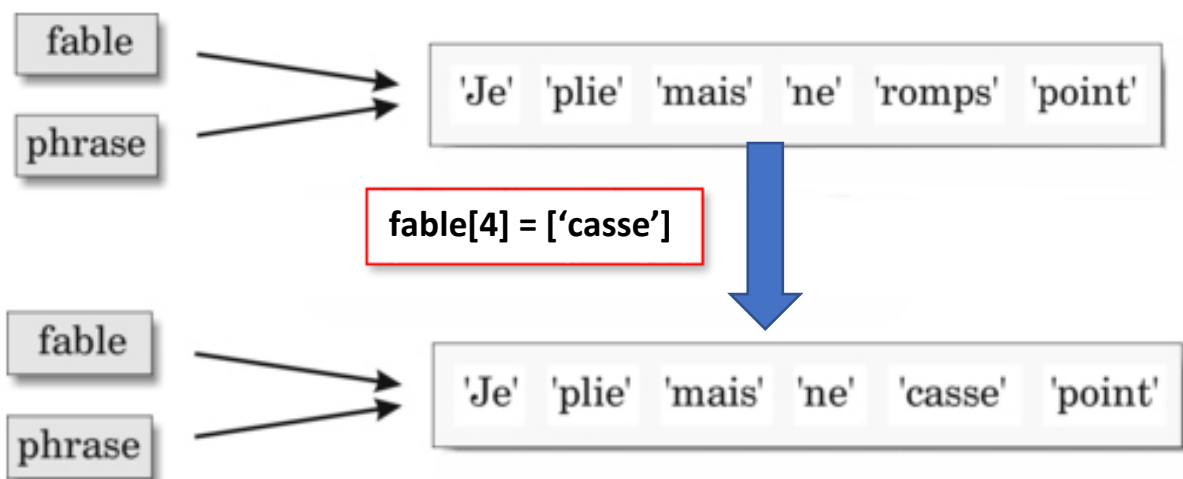 fable
'Je' 'plie' 'mais' 'ne' 'romps' 'point'
phrase
fable[4] = [‘casse’]
fable
'Je' 'plie' 'mais' 'ne' 'casse' 'point'
phrase